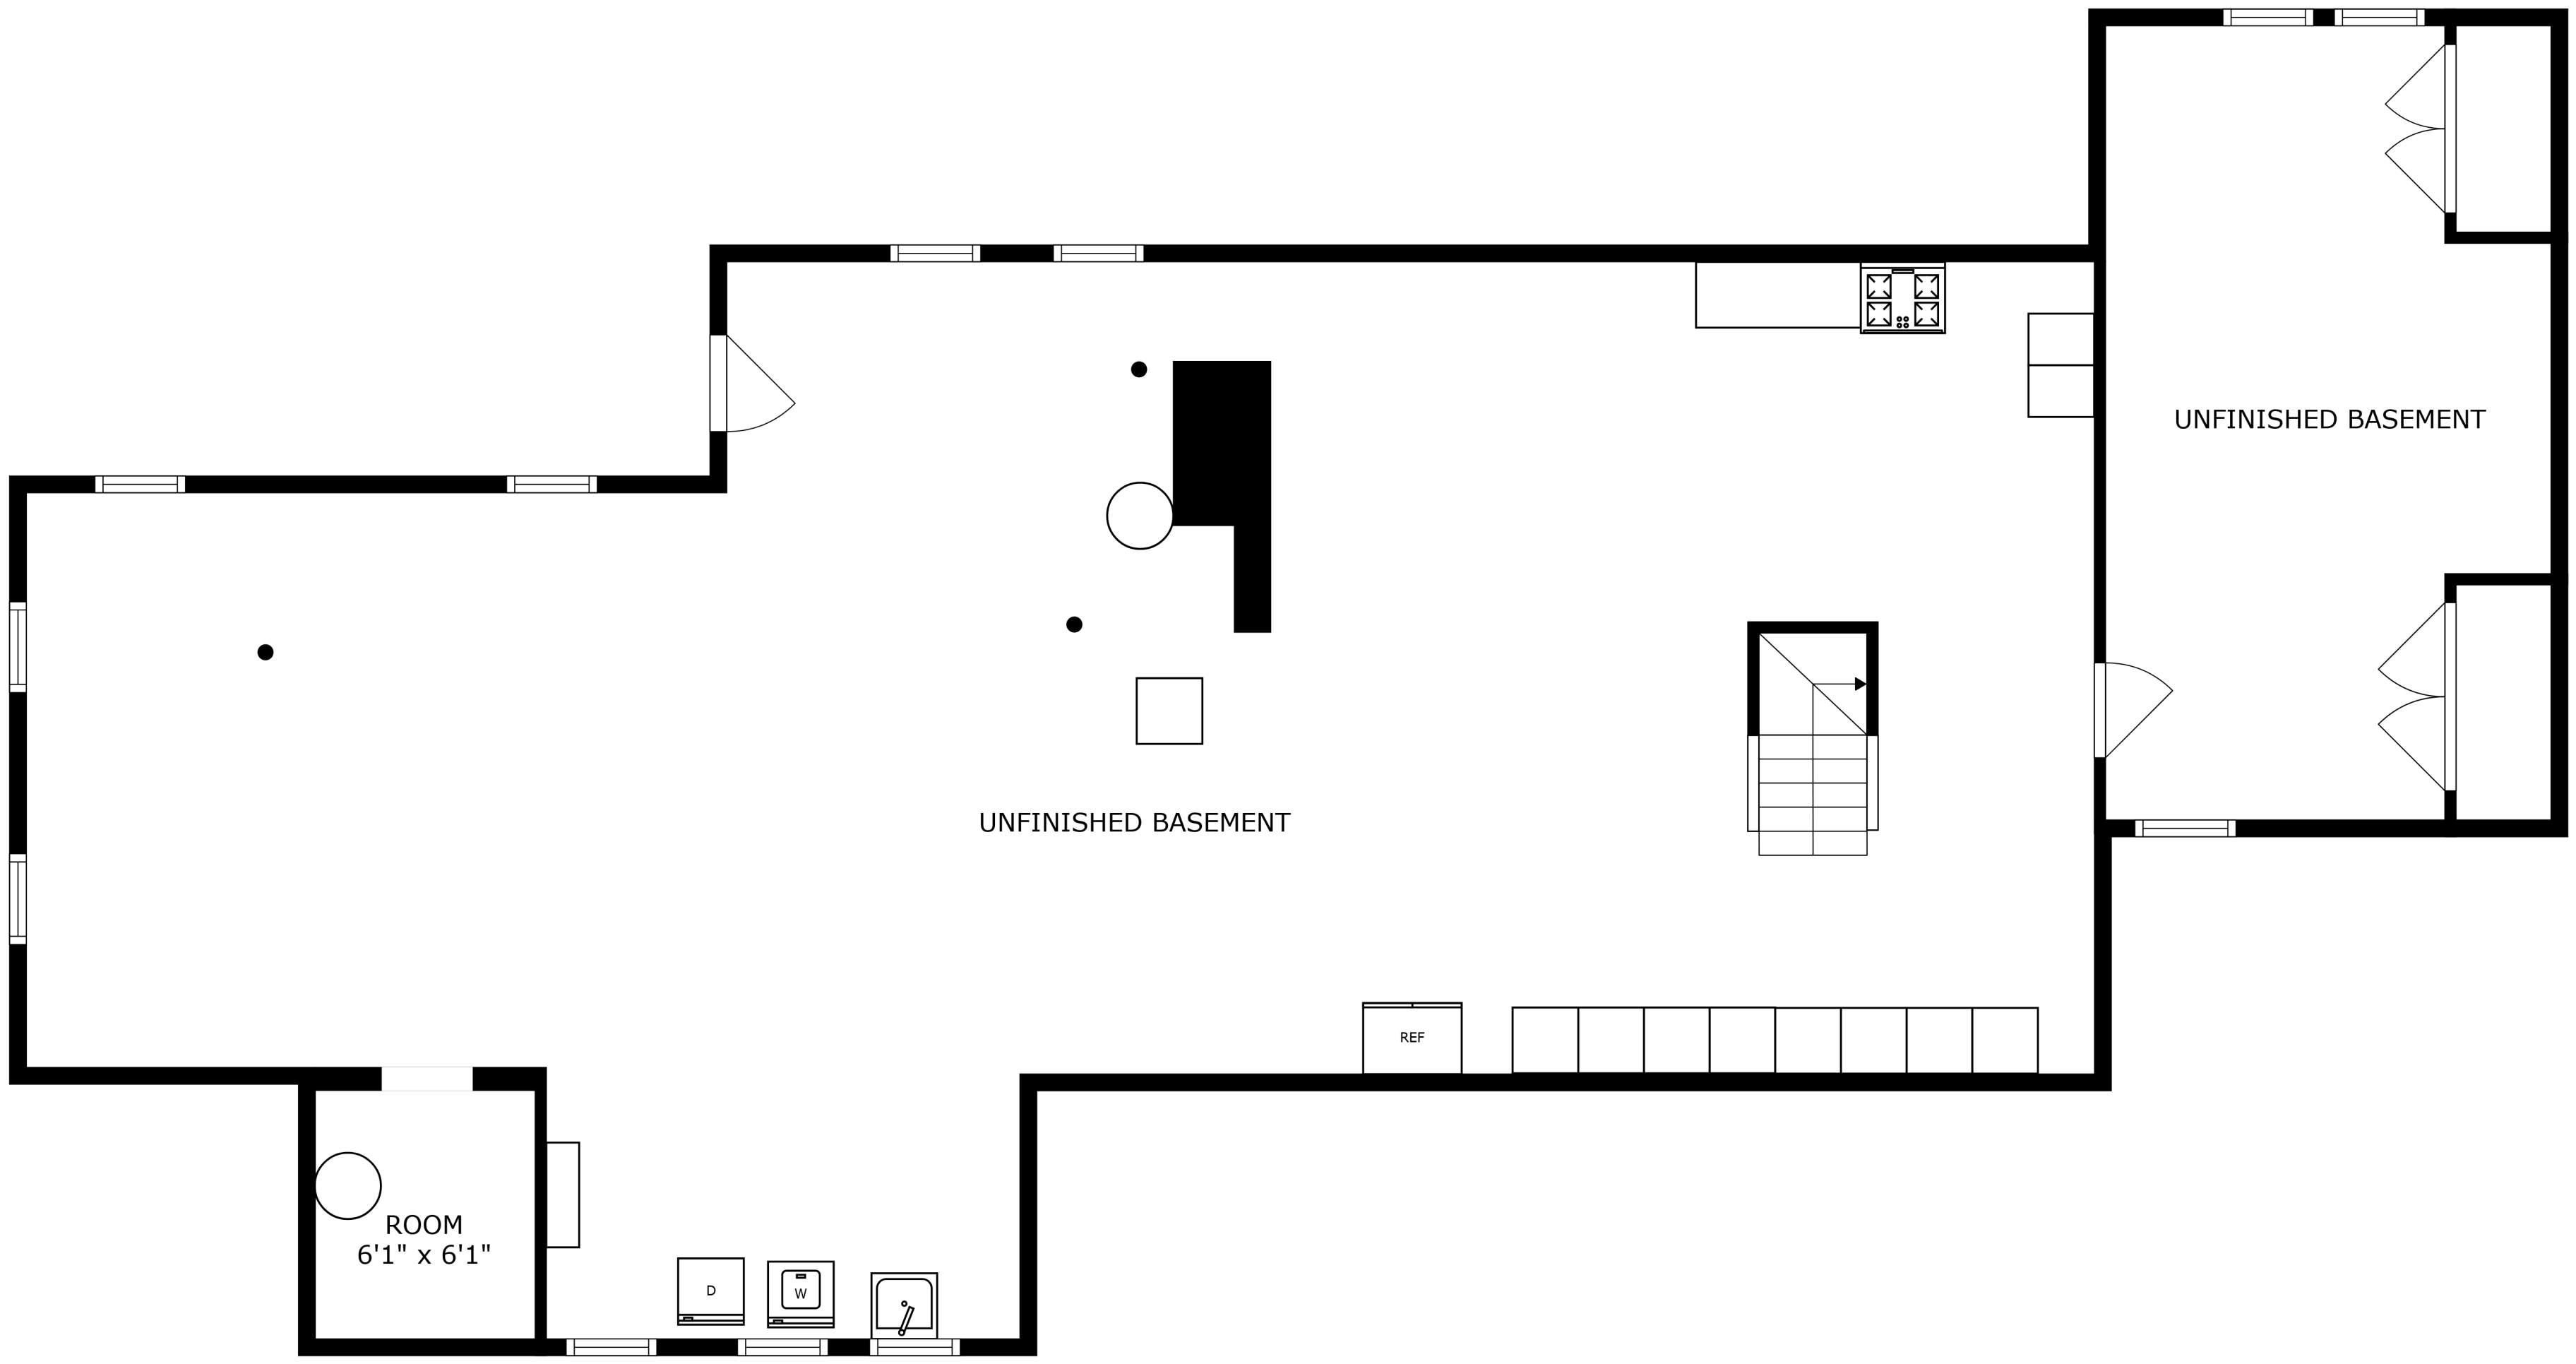 UNFINISHED BASEMENT
UNFINISHED BASEMENT
REF
ROOM
6'1" x 6'1"
D
W